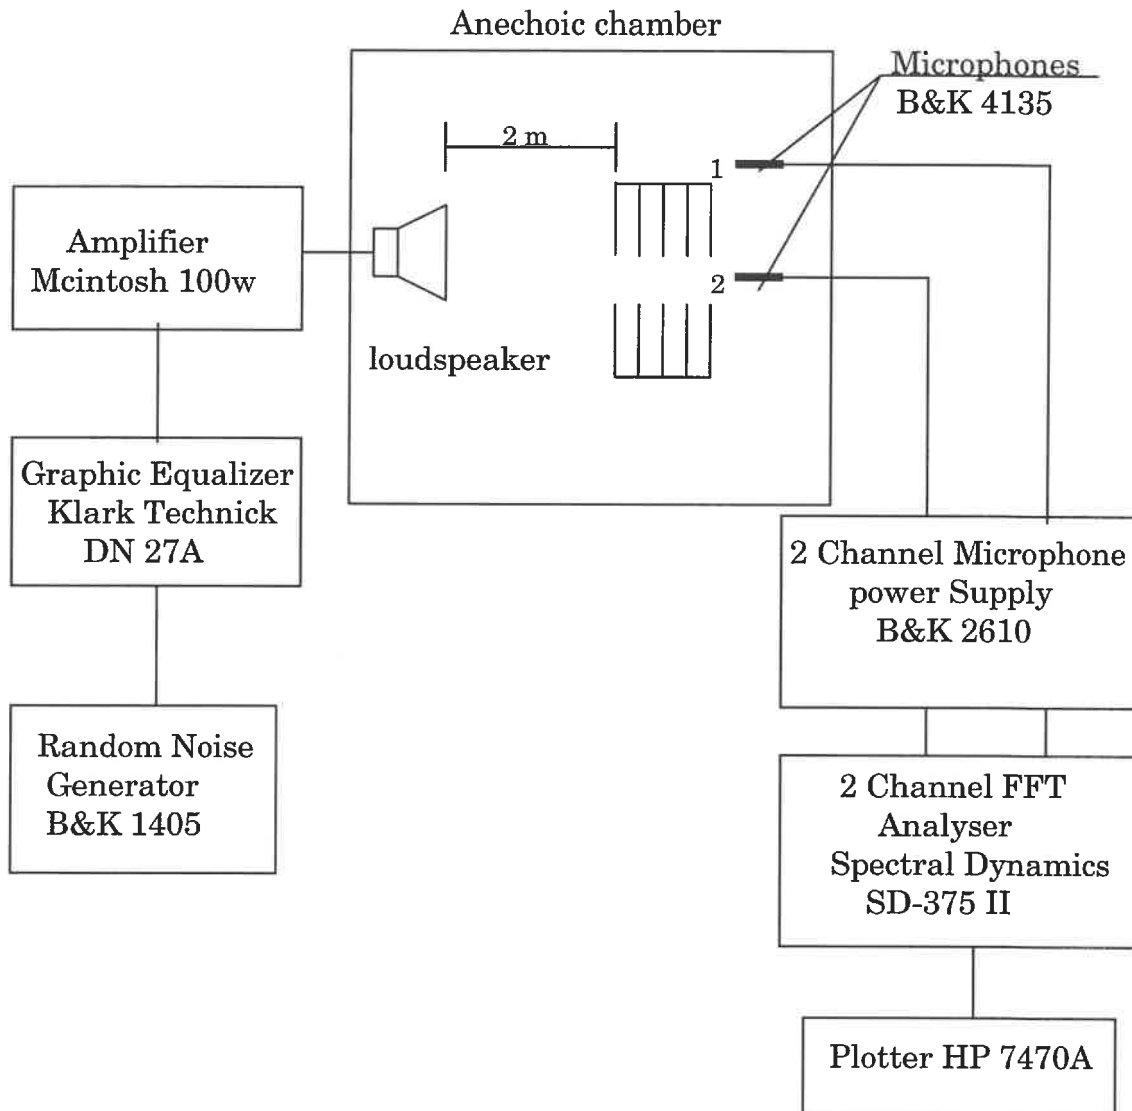 Anechoic chamber
Microphones
B&K 4135
2 m
1
2
Amplifier
Mcintosh 100w
loudspeaker
Graphic Equalizer
Klark Technick
DN 27A
2 Channel Microphone
power Supply
B&K 2610
Random Noise
Generator
B&K 1405
2 Channel FFT
Analyser
Spectral Dynamics
SD-375 II
Plotter HP 7470A